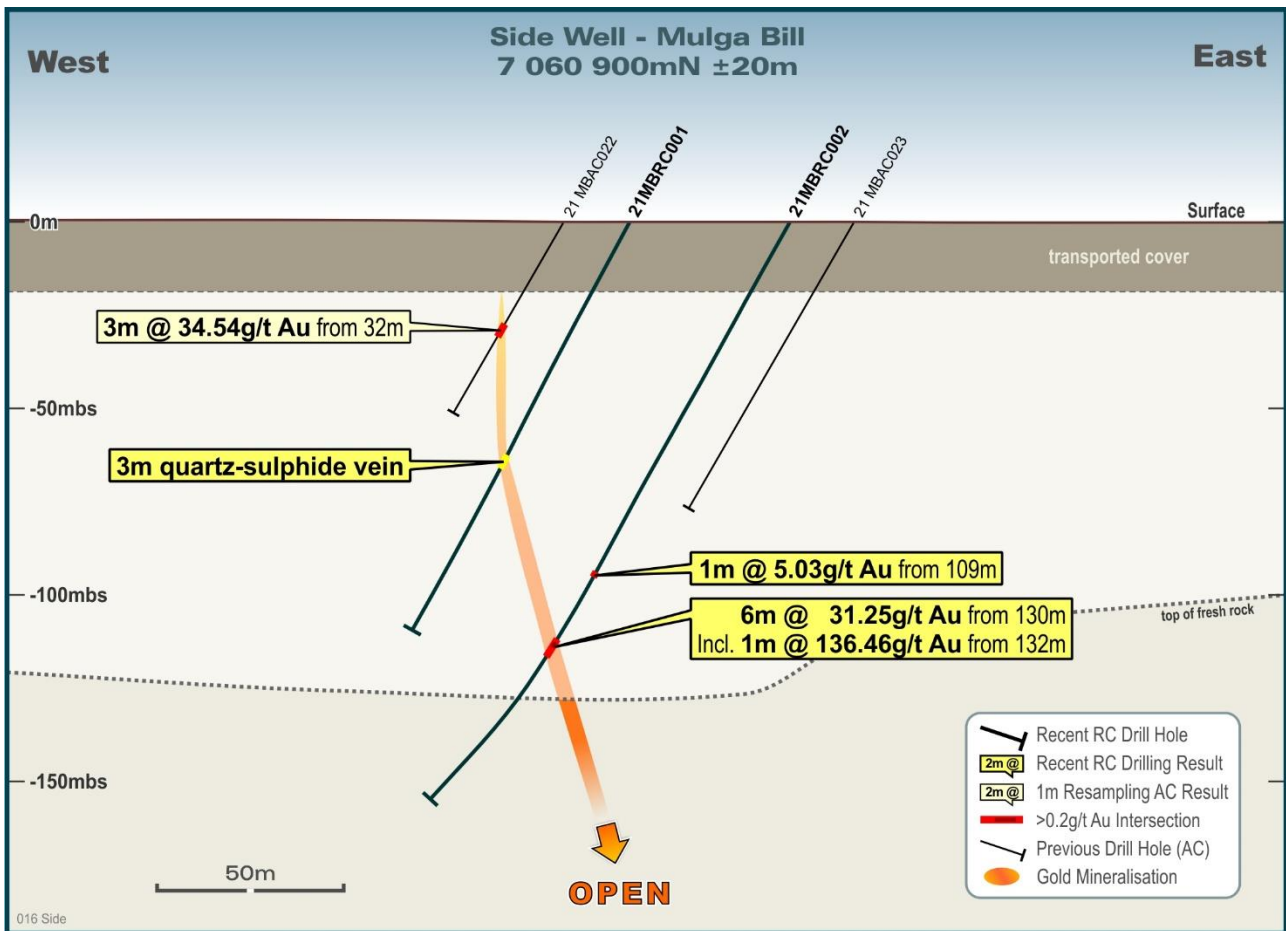 Side Well - Mulga Bill
7 060 900mN ±20m
West
East
21 MBAC022
21MBRC001
21MBRC002
21 MBAC023
0m
Surface
transported cover
3m @ 34.54g/t Au from 32m
-50mbs
3m quartz-sulphide vein
1m @ 5.03g/t Au from 109m
-100mbs
6m @ 31.25g/t Au from 130m
Incl. 1m @ 136.46g/t Au from 132m
top of fresh rock
-150mbs
50m
OPEN
Recent RC Drill Hole
2m @ Recent RC Drilling Result
2m @ 1m Resampling AC Result
>0.2g/t Au Intersection
Previous Drill Hole (AC)
Gold Mineralisation
016 Side